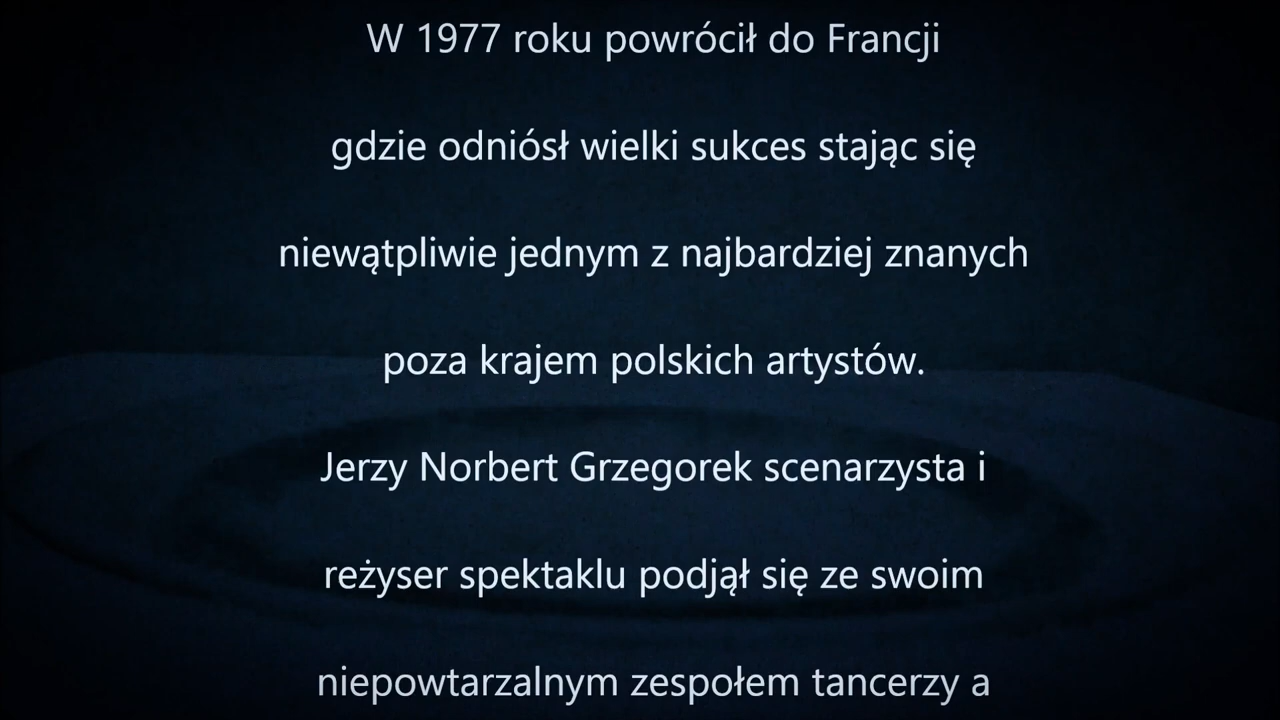 W 1977 roku powrócił do Francji
gdzie odniósł wielki sukces stając się
niewątpliwie jednym z najbardziej znanych
poza krajem polskich artystów.
Jerzy Norbert Grzegorek scenarzysta i
reżyser spektaklu podjął się ze swoim
niepowtarzalnym zespołem tancerzy a